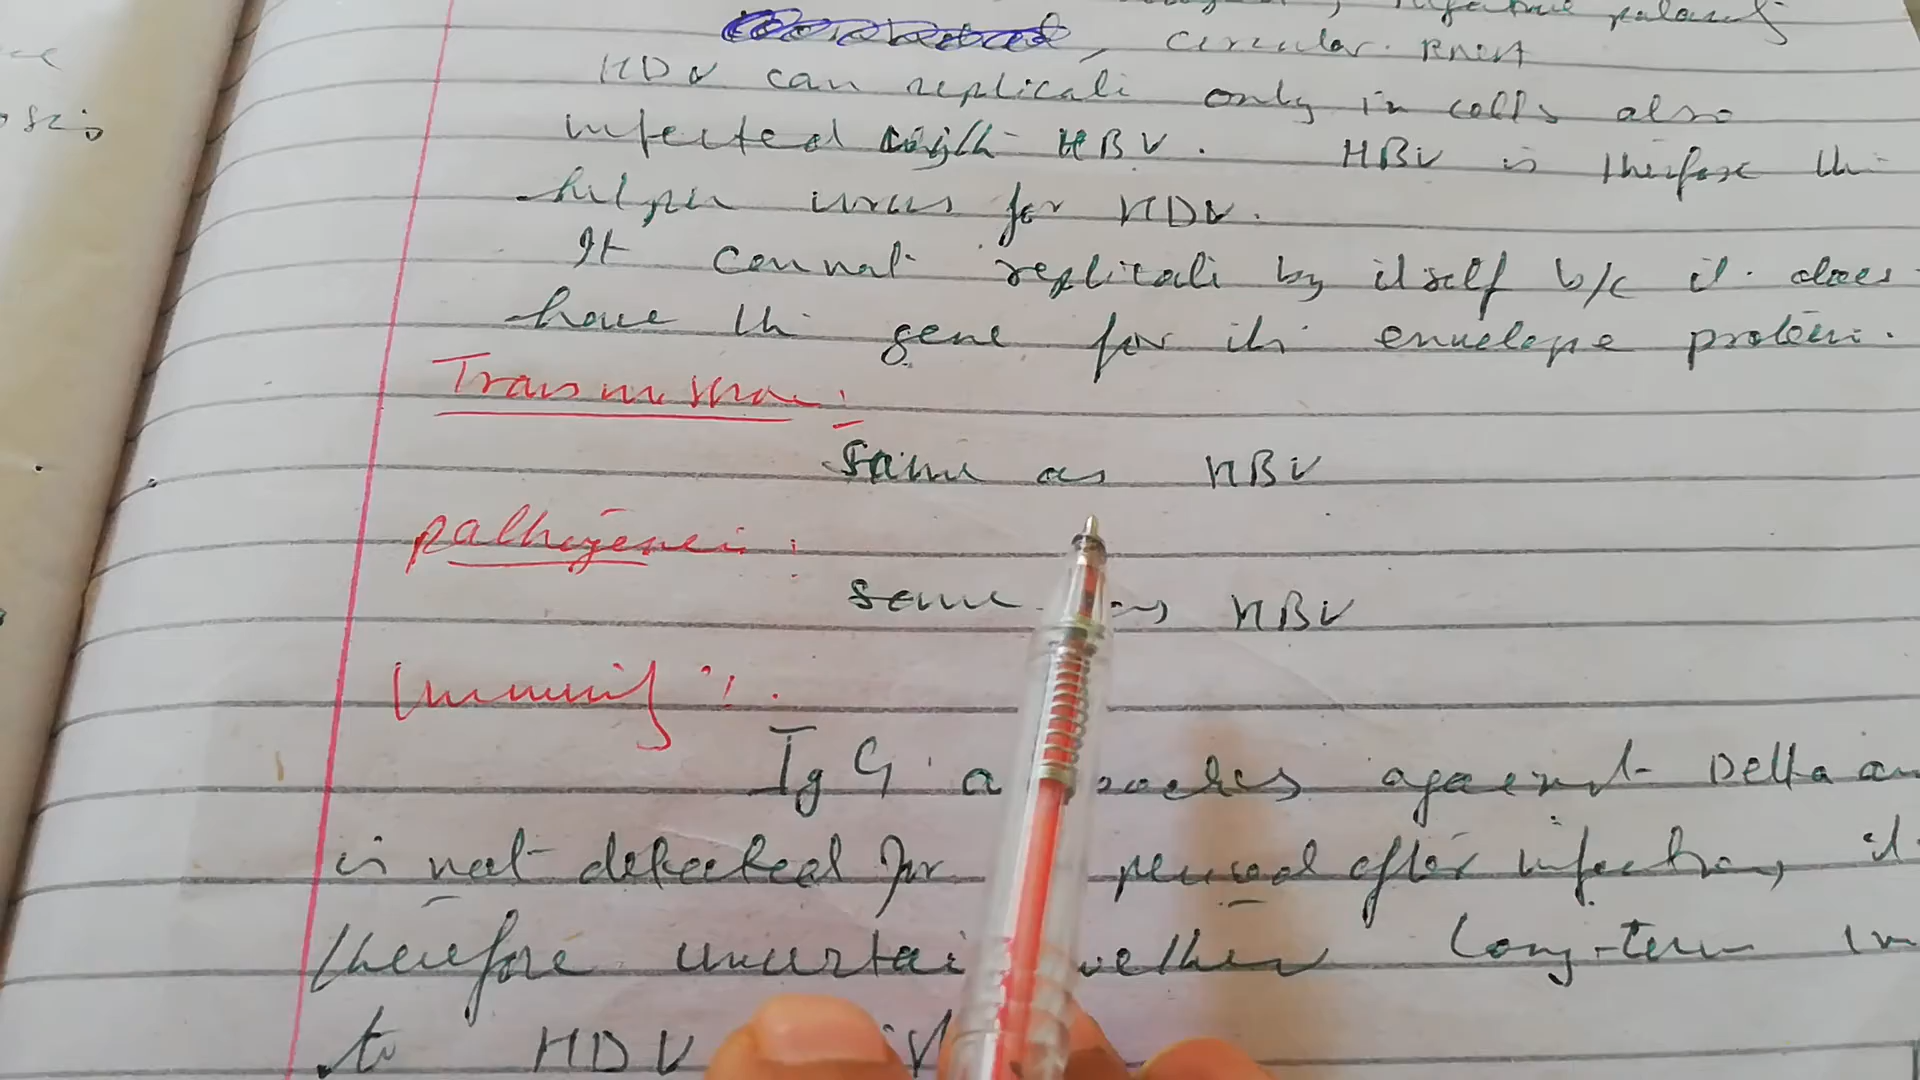 circular. RNA
HDV can replicate only in cells also
infected with HBV. HBV is therefore the
helper virus for HDV.
It cannot replicate by itself b/c it does
have the gene for its envelope protein.
Transmission:
Same as HBV
pathogenesis:
Same as HBV
Immunity:
IgG against Delta
is not detected for period after infection, it
therefore wether long-term
to HDV